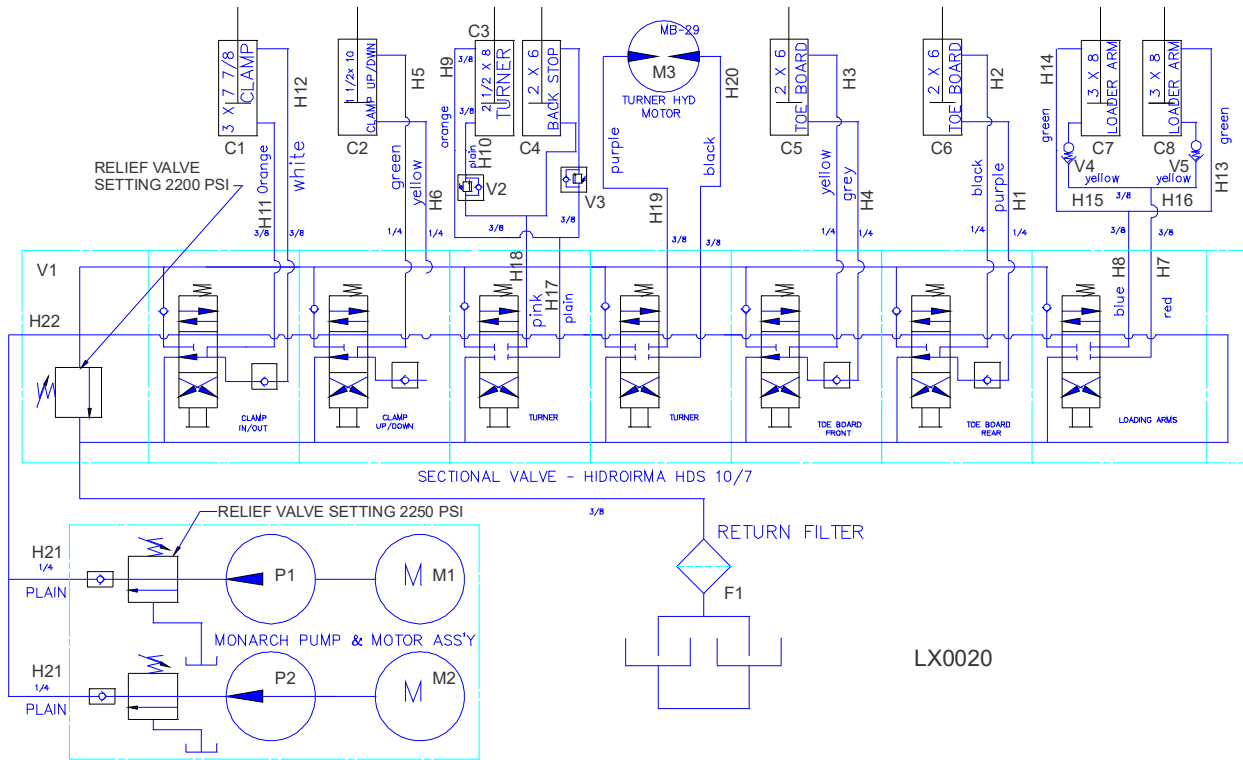 3 X 7 7/8
CLAMP
C1
H12
H11 Orange
white
3/8
3/8
1 1/2x 10
CLAMP UP/DOWN
C2
H5
green
yellow
H6
1/4
1/4
C3
H9
3/8
3/8
orange
2 1/2 X 8
TURNER
plain
H10
V2
2 X 6
BACK STOP
C4
V3
3/8
3/8
H18
H17
pink
plain
MB-29
M3
TURNER HYD
MOTOR
purple
black
H20
H19
3/8
3/8
2 X 6
TOE BOARD
C5
H3
yellow
grey
H4
1/4
1/4
2 X 6
TOE BOARD
C6
H2
black
purple
H1
1/4
1/4
H14
green
3 X 8
LOADER ARM
C7
V4
yellow
3 X 8
LOADER ARM
C8
V5
yellow
green
H13
3/8
H15
H16
3/8
3/8
H8
H7
blue
red
RELIEF VALVE
SETTING 2200 PSI
V1
H22
CLAMP
IN/OUT
CLAMP
UP/DOWN
TURNER
TURNER
TOE BOARD
FRONT
TOE BOARD
REAR
LOADING ARMS
SECTIONAL VALVE - HIDROIRMA HDS 10/7
3/8
RELIEF VALVE SETTING 2250 PSI
RETURN FILTER
F1
H21
1/4
PLAIN
P1
M M1
MONARCH PUMP & MOTOR ASS'Y
H21
1/4
PLAIN
P2
M M2
LX0020